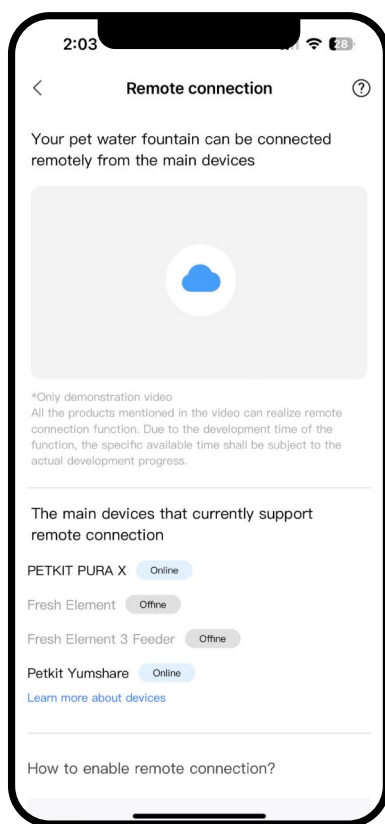 2:03
28
Remote connection
?
Your pet water fountain can be connected
remotely from the main devices
*Only demonstration video
All the products mentioned in the video can realize remote
connection function. Due to the development time of the
function, the specific available time shall be subject to the
actual development progress.
The main devices that currently support
remote connection
PETKIT PURA X Online
Fresh Element Offine
Fresh Element 3 Feeder Offine
Petkit Yumshare Online
Learn more about devices
How to enable remote connection?